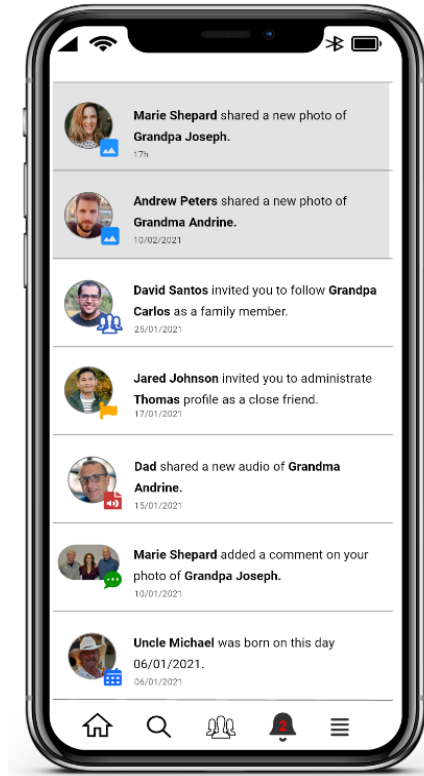 Marie Shepard shared a new photo of
Grandpa Joseph.
17h
Andrew Peters shared a new photo of
Grandma Andrine.
10/02/2021
David Santos invited you to follow Grandpa
Carlos as a family member.
25/01/2021
Jared Johnson invited you to administrate
Thomas profile as a close friend.
17/01/2021
Dad shared a new audio of Grandma
Andrine.
15/01/2021
Marie Shepard added a comment on your
photo of Grandpa Joseph.
10/01/2021
Uncle Michael was born on this day
06/01/2021.
06/01/2021
2